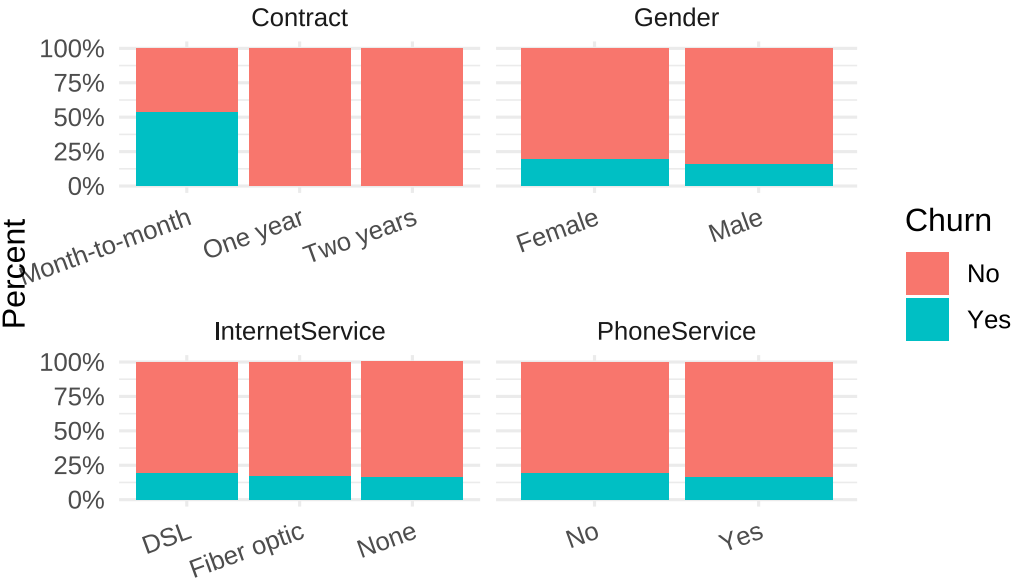 Contract
Gender
100%
75%
50%
25%
0%
Month-to-month
One year
Two years
Female
Male
Percent
Churn
No
Yes
InternetService
PhoneService
100%
75%
50%
25%
0%
DSL
Fiber optic
None
No
Yes